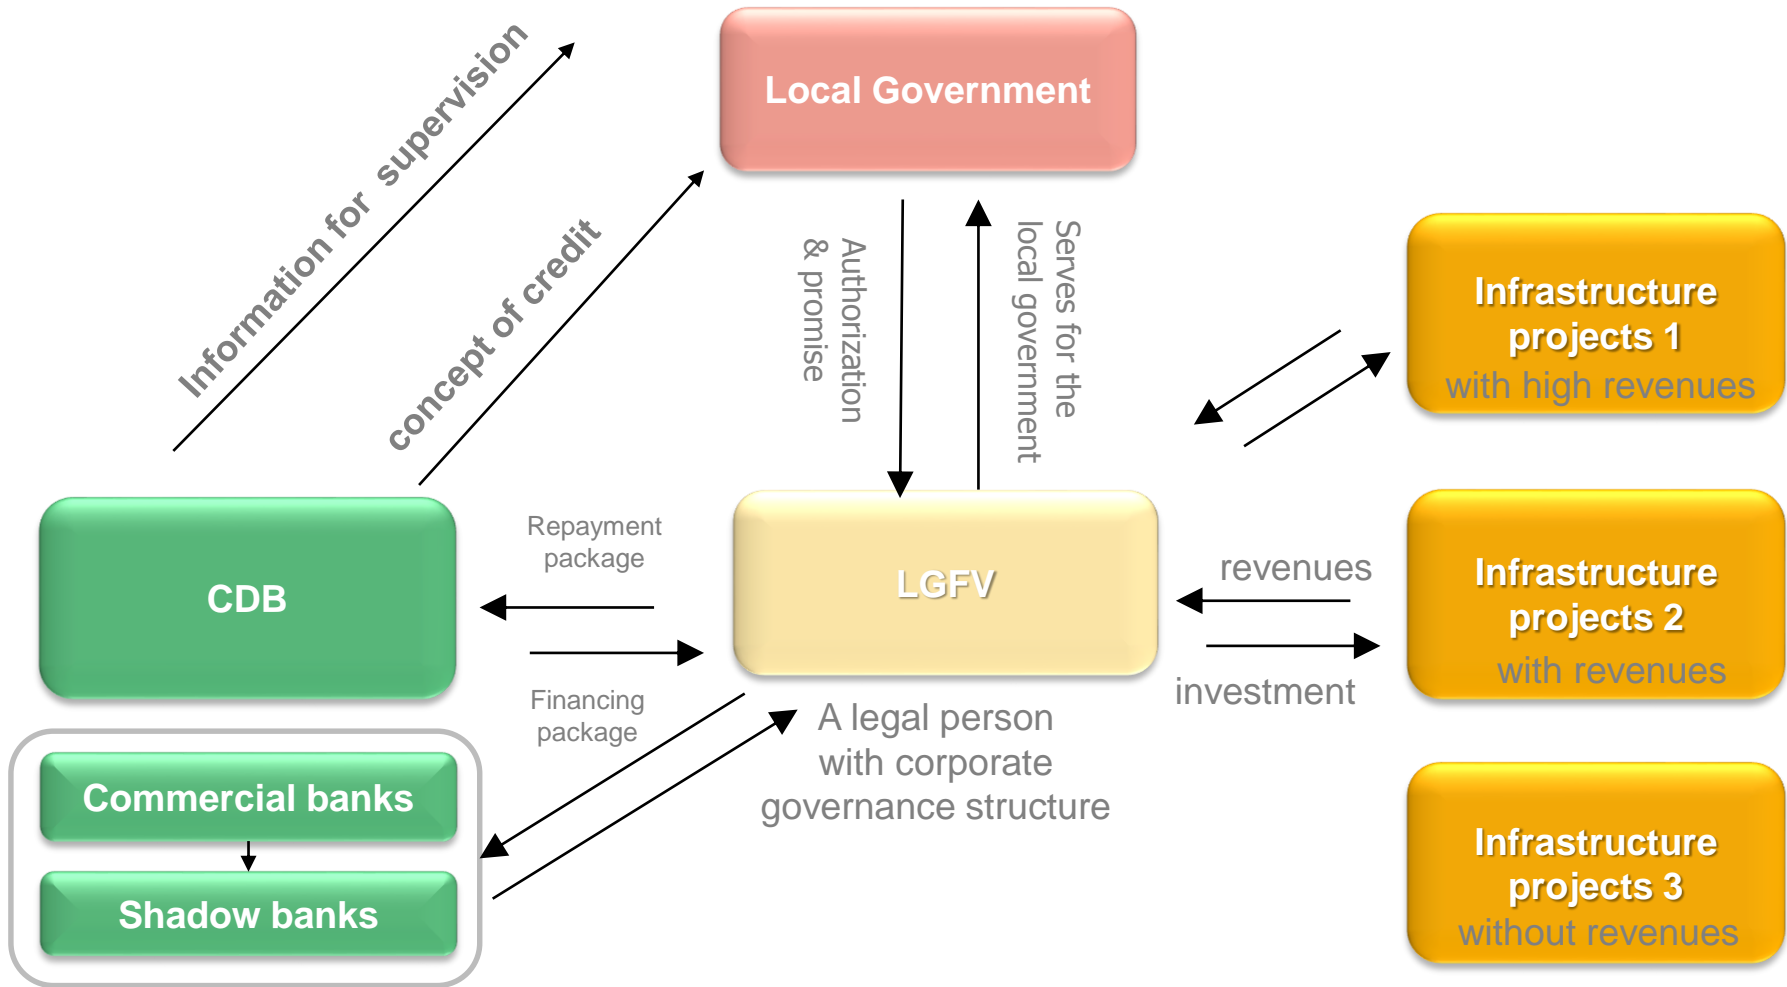 Local Government
Information for  supervision
concept of credit
Authorization
& promise
Serves for the
local government
Infrastructure
projects 1
with high revenues
CDB
Repayment
package
Financing
package
LGFV
A legal person
with corporate
governance structure
revenues
investment
Infrastructure
projects 2
with revenues
Commercial banks
Shadow banks
Infrastructure
projects 3
without revenues